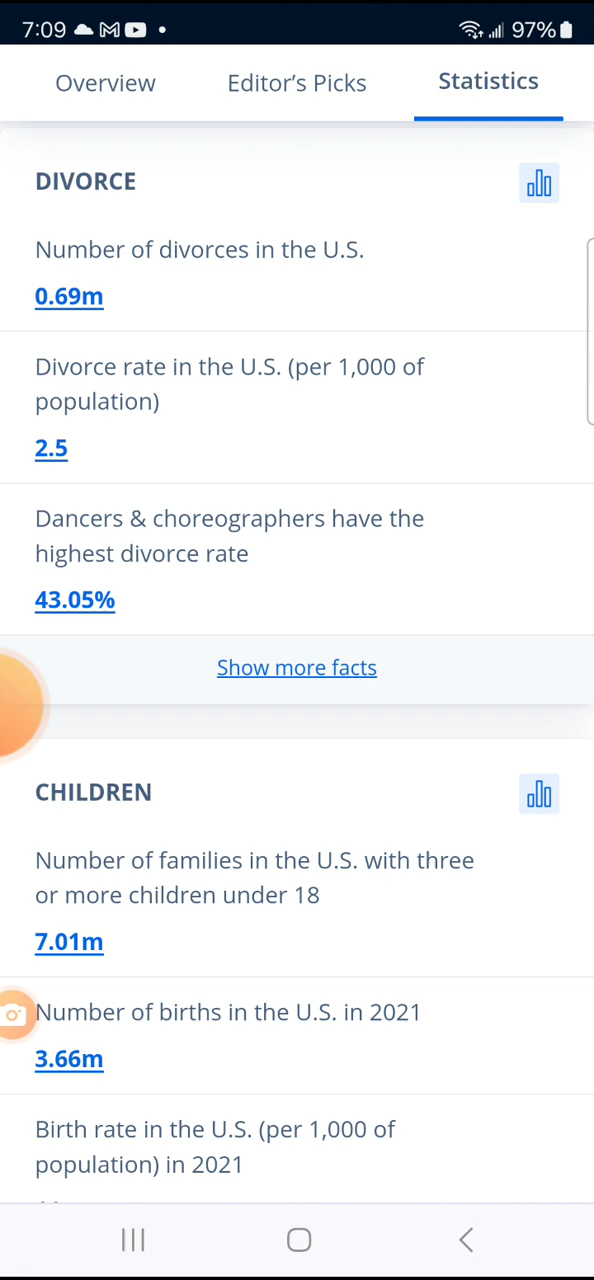 7:09 97%
Overview Editor's Picks Statistics
DIVORCE
Number of divorces in the U.S.
0.69m
Divorce rate in the U.S. (per 1,000 of
population)
2.5
Dancers & choreographers have the
highest divorce rate
43.05%
Show more facts
CHILDREN
Number of families in the U.S. with three
or more children under 18
7.01m
Number of births in the U.S. in 2021
3.66m
Birth rate in the U.S. (per 1,000 of
population) in 2021